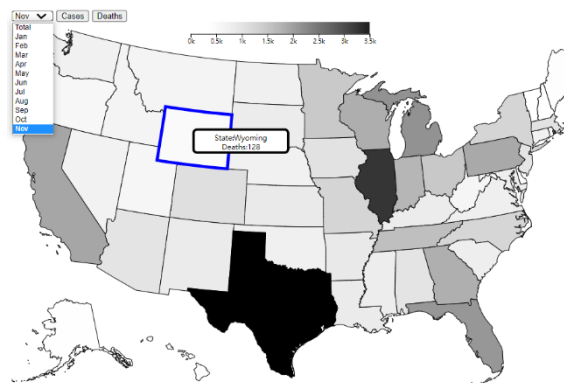 Nov Cases Deaths
Total
Jan
Feb
Mar
Apr
May
Jun
Jul
Aug
Sep
Oct
Nov
0k 0.5k 1k 1.5k 2k 2.5k 3k 3.5k
State:Wyoming
Deaths:128